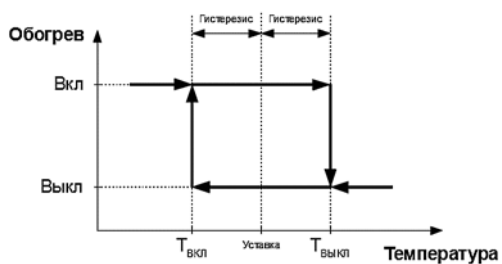 Гистерезис Гистерезис
Обогрев
Вкл
Выкл
Твкл Уставка Твыкл
Температура